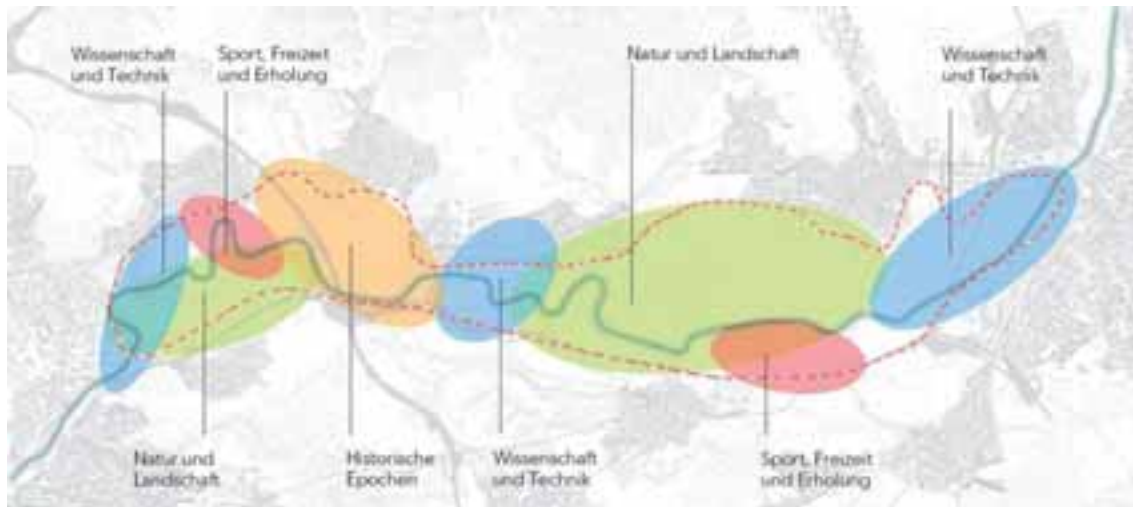 Wissenschaft
und Technik
Sport, Freizeit
und Erholung
Natur und Landschaft
Wissenschaft
und Technik
Natur und
Landschaft
Historische
Epochen
Wissenschaft
und Technik
Sport, Freizeit
und Erholung